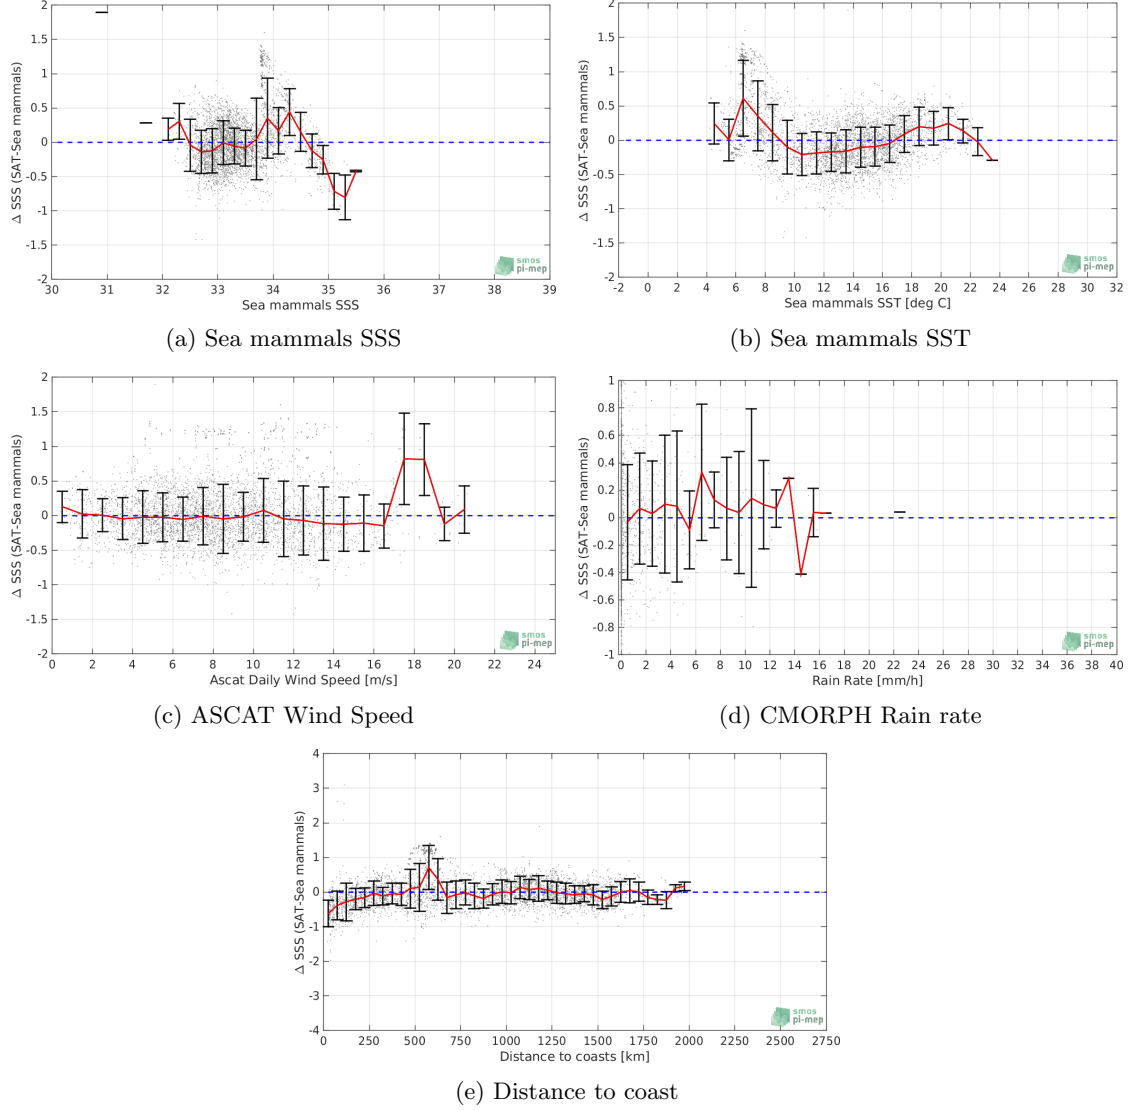 2
1.5
1
0.5
0
-0.5
-1
-1.5
-2
Δ SSS (SAT-Sea mammals)
30 31 32 33 34 35 36 37 38 39
Sea mammals SSS
smos
pi-mep
(a) Sea mammals SSS
2
1.5
1
0.5
0
-0.5
-1
-1.5
-2
Δ SSS (SAT-Sea mammals)
-2 0 2 4 6 8 10 12 14 16 18 20 22 24 26 28 30 32
Sea mammals SST [deg C]
smos
pi-mep
(b) Sea mammals SST
2
1.5
1
0.5
0
-0.5
-1
-1.5
-2
Δ SSS (SAT-Sea mammals)
0 2 4 6 8 10 12 14 16 18 20 22 24
Ascat Daily Wind Speed [m/s]
smos
pi-mep
(c) ASCAT Wind Speed
1
0.8
0.6
0.4
0.2
0
-0.2
-0.4
-0.6
-0.8
-1
Δ SSS (SAT-Sea mammals)
0 2 4 6 8 10 12 14 16 18 20 22 24 26 28 30 32 34 36 38 40
Rain Rate [mm/h]
smos
pi-mep
(d) CMORPH Rain rate
4
3
2
1
0
-1
-2
-3
-4
Δ SSS (SAT-Sea mammals)
0 250 500 750 1000 1250 1500 1750 2000 2250 2500 2750
Distance to coasts [km]
smos
pi-mep
(e) Distance to coast